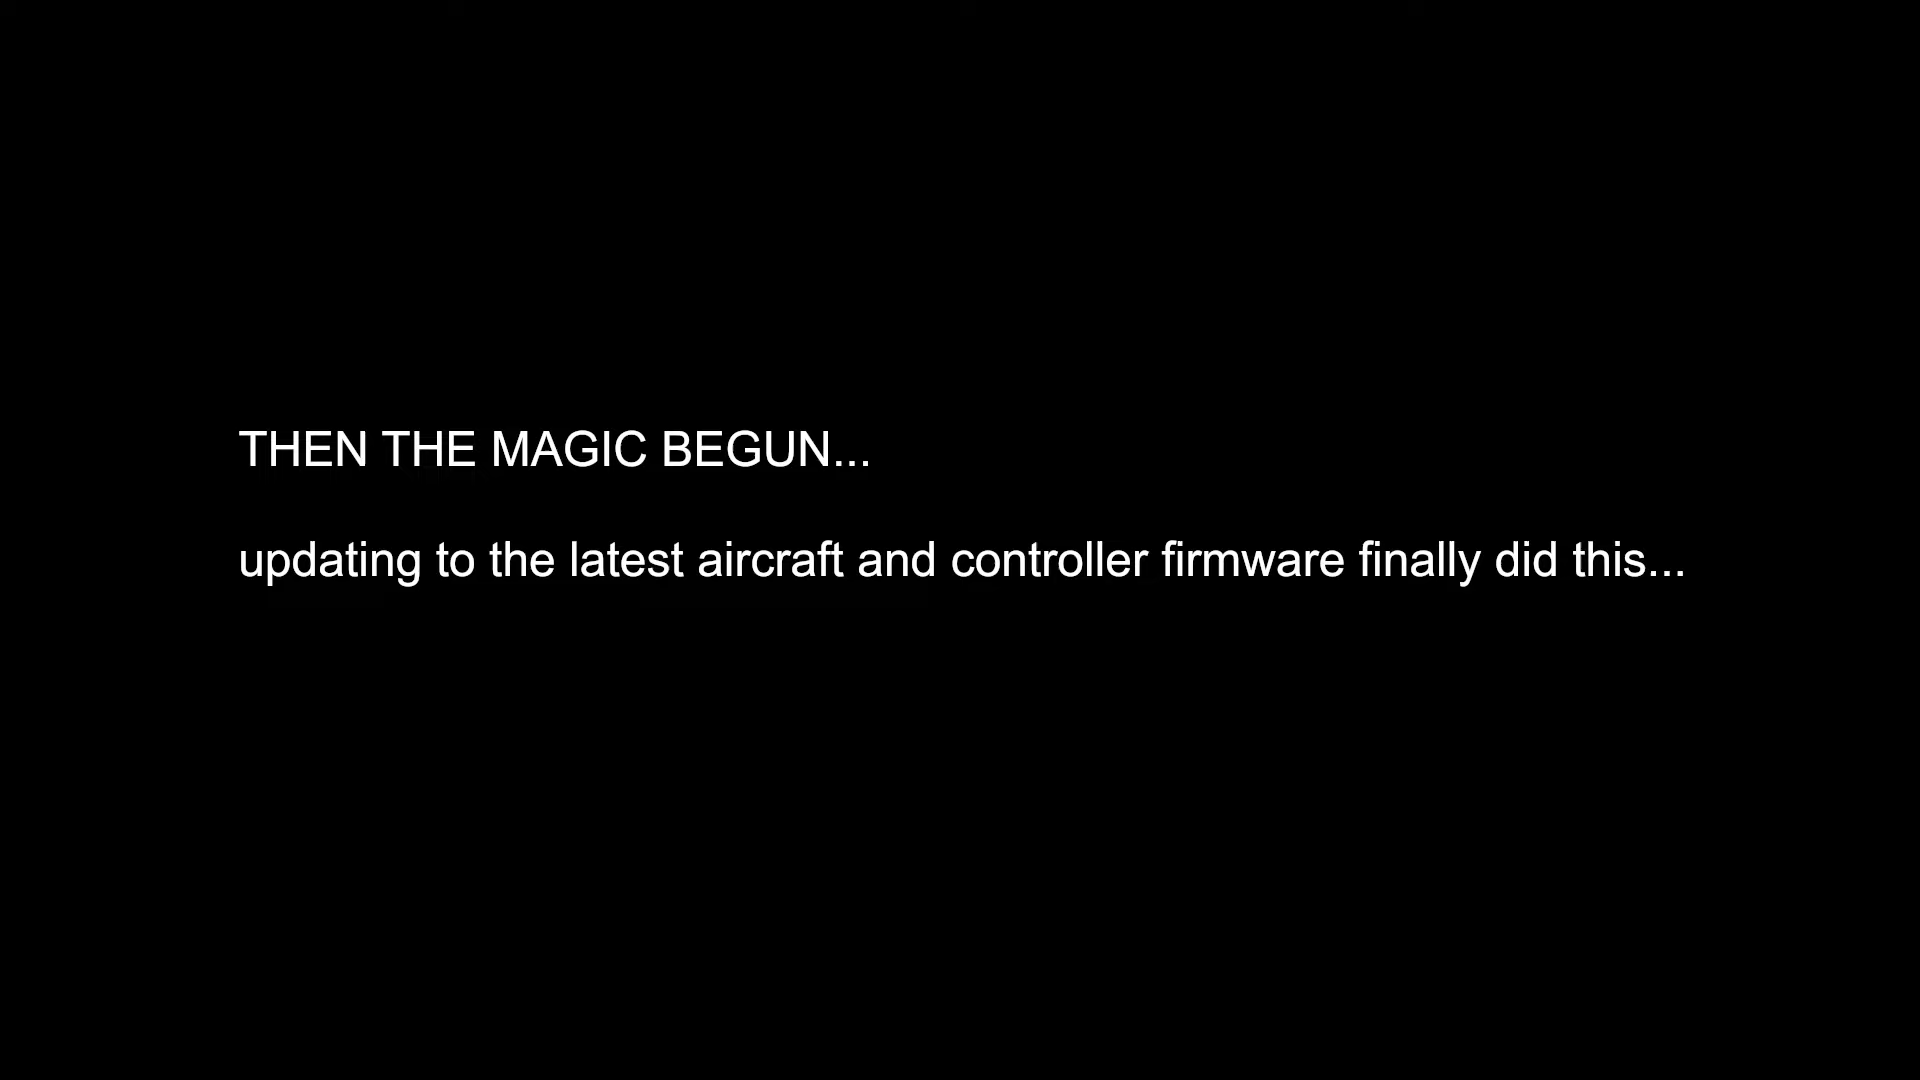 THEN THE MAGIC BEGUN...
updating to the latest aircraft and controller firmware finally did this...